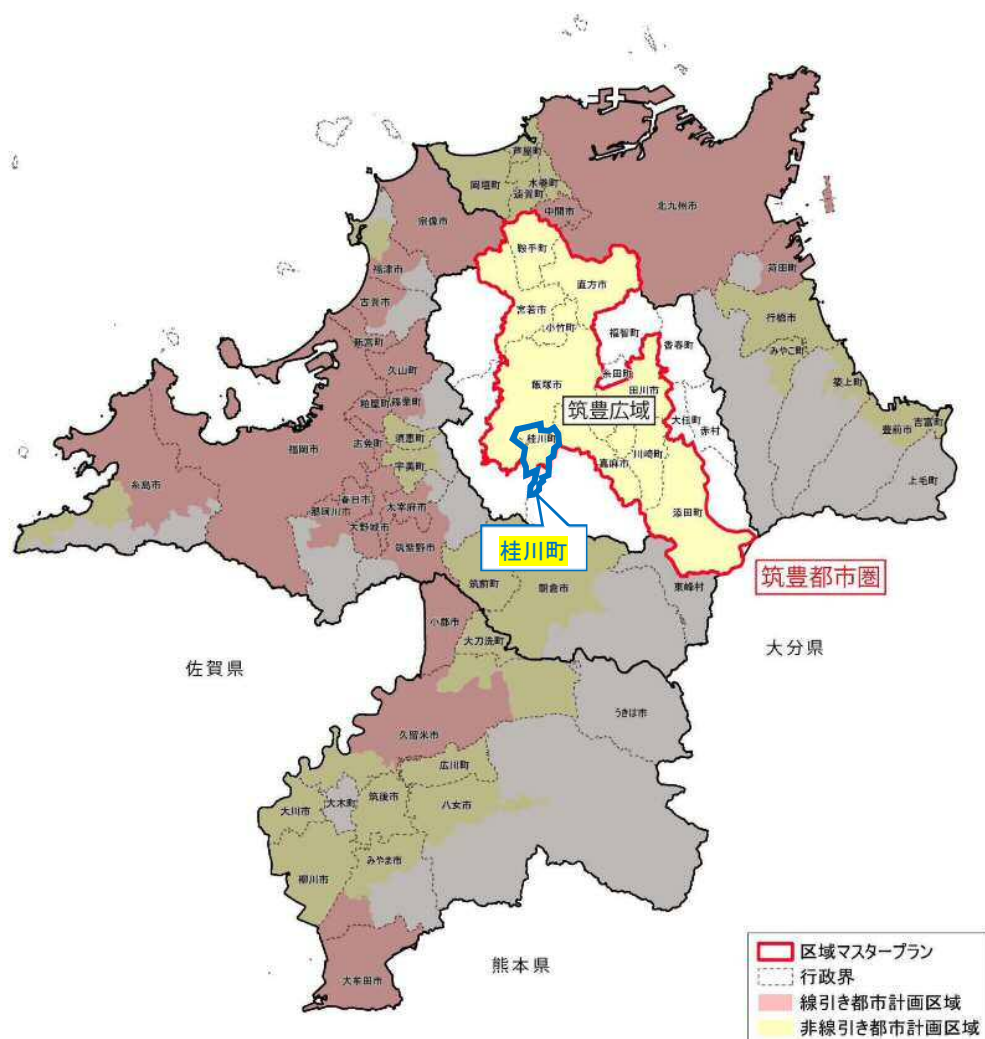 芦屋町
岡垣町
水巻町
遠賀町
中間市
北九州市
宗像市
鞍手町
苅田町
福津市
直方市
古賀市
宮若市
小竹町
行橋市
福智町
香春町
新宮町
みやこ町
久山町
糸田町
飯塚市
田川市
築上町
粕屋町
篠栗町
筑豊広域
大任町
赤村
吉富町
豊前市
福岡市
志免町
須恵町
桂川町
川崎町
宇美町
嘉麻市
上毛町
糸島市
春日市
太宰府市
那珂川市
大野城市
添田町
筑紫野市
桂川町
筑前町
朝倉市
東峰村
筑豊都市圏
小郡市
大刀洗町
大分県
佐賀県
うきは市
久留米市
広川町
大川市
大木町
筑後市
八女市
みやま市
柳川市
大牟田市
熊本県
区域マスタープラン
行政界
線引き都市計画区域
非線引き都市計画区域